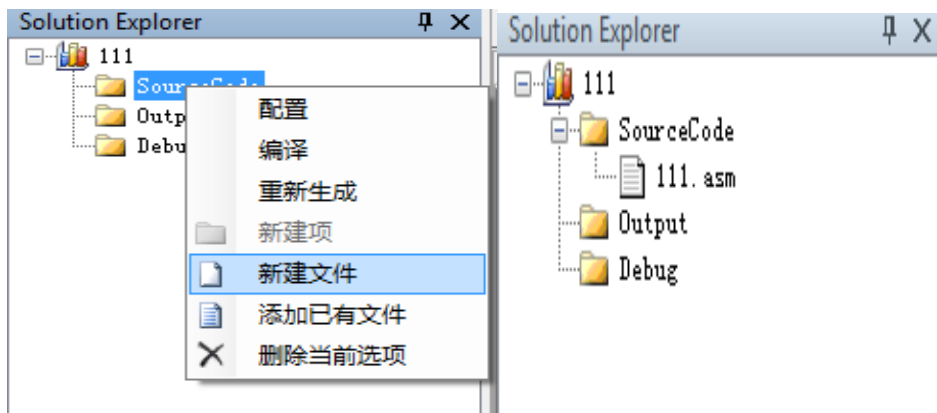 Solution Explorer
111
SourceCode
Outp
Debu
配置
编译
重新生成
新建项
新建文件
添加已有文件
删除当前选项
Solution Explorer
111
SourceCode
111.asm
Output
Debug